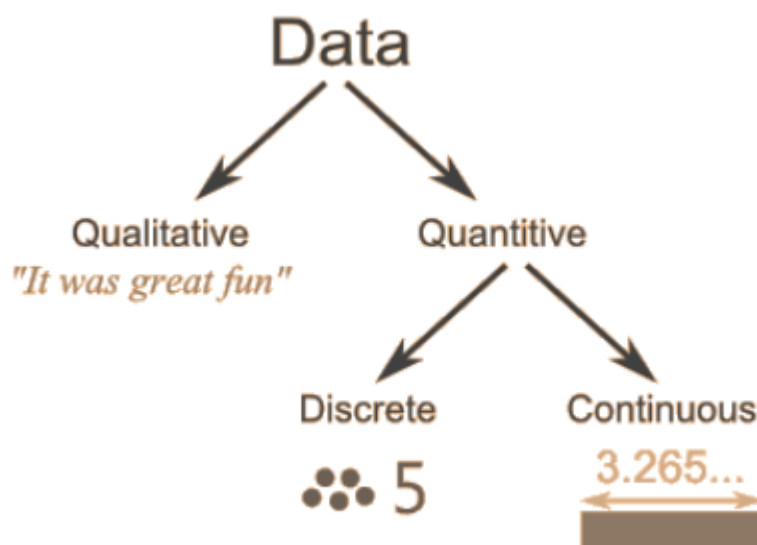 Data
Qualitative
Quantitive
"It was great fun"
Discrete
Continuous
5
3.265...